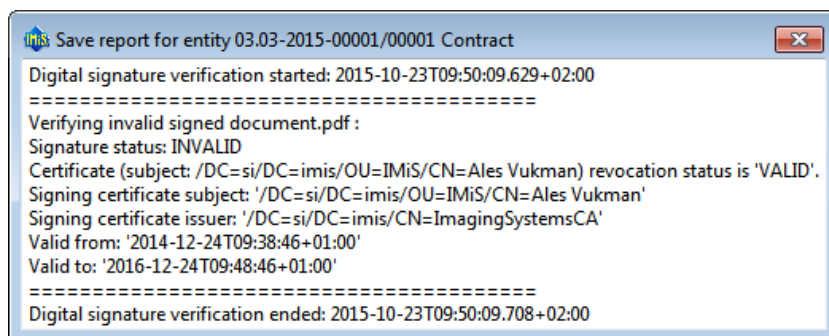 IMiS Save report for entity 03.03-2015-00001/00001 Contract
Digital signature verification started: 2015-10-23T09:50:09.629+02:00
========================================
Verifying invalid signed document.pdf :
Signature status: INVALID
Certificate (subject: /DC=si/DC=imis/OU=IMiS/CN=Ales Vukman) revocation status is 'VALID'.
Signing certificate subject: '/DC=si/DC=imis/OU=IMiS/CN=Ales Vukman'
Signing certificate issuer: '/DC=si/DC=imis/CN=ImagingSystemsCA'
Valid from: '2014-12-24T09:38:46+01:00'
Valid to: '2016-12-24T09:48:46+01:00'
========================================
Digital signature verification ended: 2015-10-23T09:50:09.708+02:00